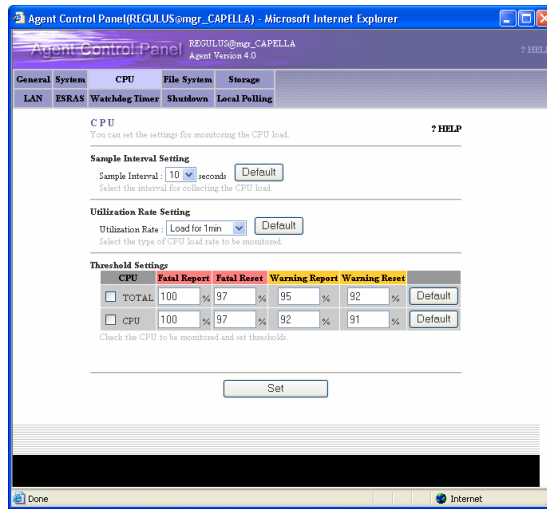 Agent Control Panel(REGULUS@mgr_CAPELLA) - Microsoft Internet Explorer
Agent Control Panel
REGULUS@mgr_CAPELLA
Agent Version 4.0
? HELP
General System CPU File System Storage
LAN ESRAS Watchdog Timer Shutdown Local Polling
CPU
? HELP
You can set the settings for monitoring the CPU load.
Sample Interval Setting
Sample Interval : 10 seconds Default
Select the interval for collecting the CPU load.
Utilization Rate Setting
Utilization Rate : Load for 1min Default
Select the type of CPU load rate to be monitored.
Threshold Settings
CPU Fatal Report Fatal Reset Warning Report Warning Reset
TOTAL 100 % 97 % 95 % 92 % Default
CPU 100 % 97 % 92 % 91 % Default
Check the CPU to be monitored and set thresholds.
Set
Done
Internet